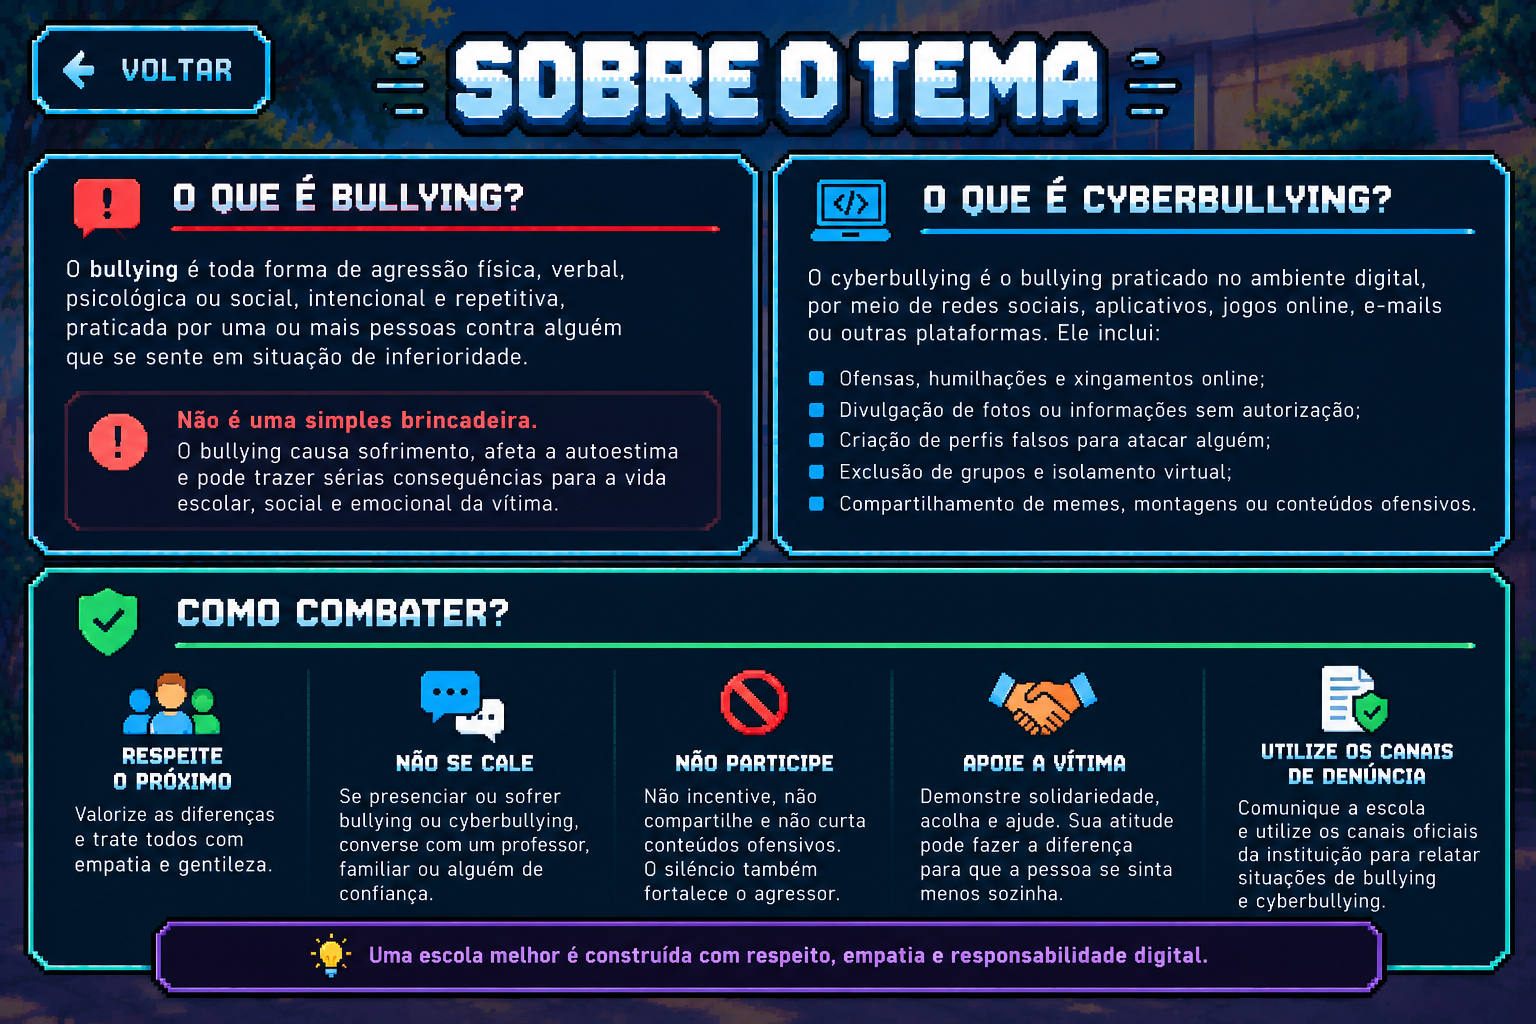 VOLTAR
SOBRE O TEMA
O QUE É BULLYING?
O bullying é toda forma de agressão física, verbal,
psicológica ou social, intencional e repetitiva,
praticada por uma ou mais pessoas contra alguém
que se sente em situação de inferioridade.
Não é uma simples brincadeira.
O bullying causa sofrimento, afeta a autoestima
e pode trazer sérias consequências para a vida
escolar, social e emocional da vítima.
O QUE É CYBERBULLYING?
O cyberbullying é o bullying praticado no ambiente digital,
por meio de redes sociais, aplicativos, jogos online, e-mails
ou outras plataformas. Ele inclui:
Ofensas, humilhações e xingamentos online;
Divulgação de fotos ou informações sem autorização;
Criação de perfis falsos para atacar alguém;
Exclusão de grupos e isolamento virtual;
Compartilhamento de memes, montagens ou conteúdos ofensivos.
COMO COMBATER?
RESPEITE
O PRÓXIMO
Valorize as diferenças
e trate todos com
empatia e gentileza.
NÃO SE CALE
Se presenciar ou sofrer
bullying ou cyberbullying,
converse com um professor,
familiar ou alguém de
confiança.
NÃO PARTICIPE
Não incentive, não
compartilhe e não curta
conteúdos ofensivos.
O siléncio também
fortalece o agressor.
APOIE A VÍTIMA
Demonstre solidariedade,
acolha e ajude. Sua atitude
pode fazer a diferença
para que a pessoa se sinta
menos sozinha.
UTILIZE OS CANAIS
DE DENÚNCIA
Comunique a escola
e utilize os canais oficiais
da instituição para relatar
situações de bullying
e cyberbullying.
Uma escola melhor é construída com respeito, empatia e responsabilidade digital.